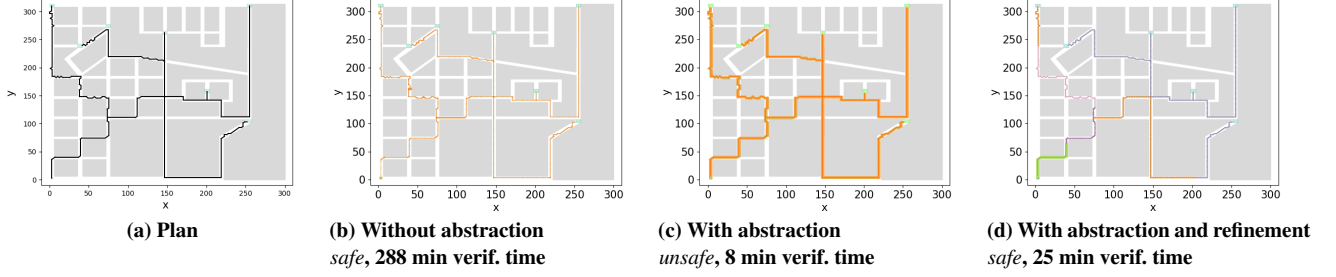 300
250
200
150
100
50
0
y
0 50 100 150 200 250 300
x
(a) Plan
300
250
200
150
100
50
0
y
0 50 100 150 200 250 300
x
(b) Without abstraction
safe, 288 min verif. time
300
250
200
150
100
50
0
y
0 50 100 150 200 250 300
x
(c) With abstraction
unsafe, 8 min verif. time
300
250
200
150
100
50
0
y
0 50 100 150 200 250 300
x
(d) With abstraction and refinement
safe, 25 min verif. time